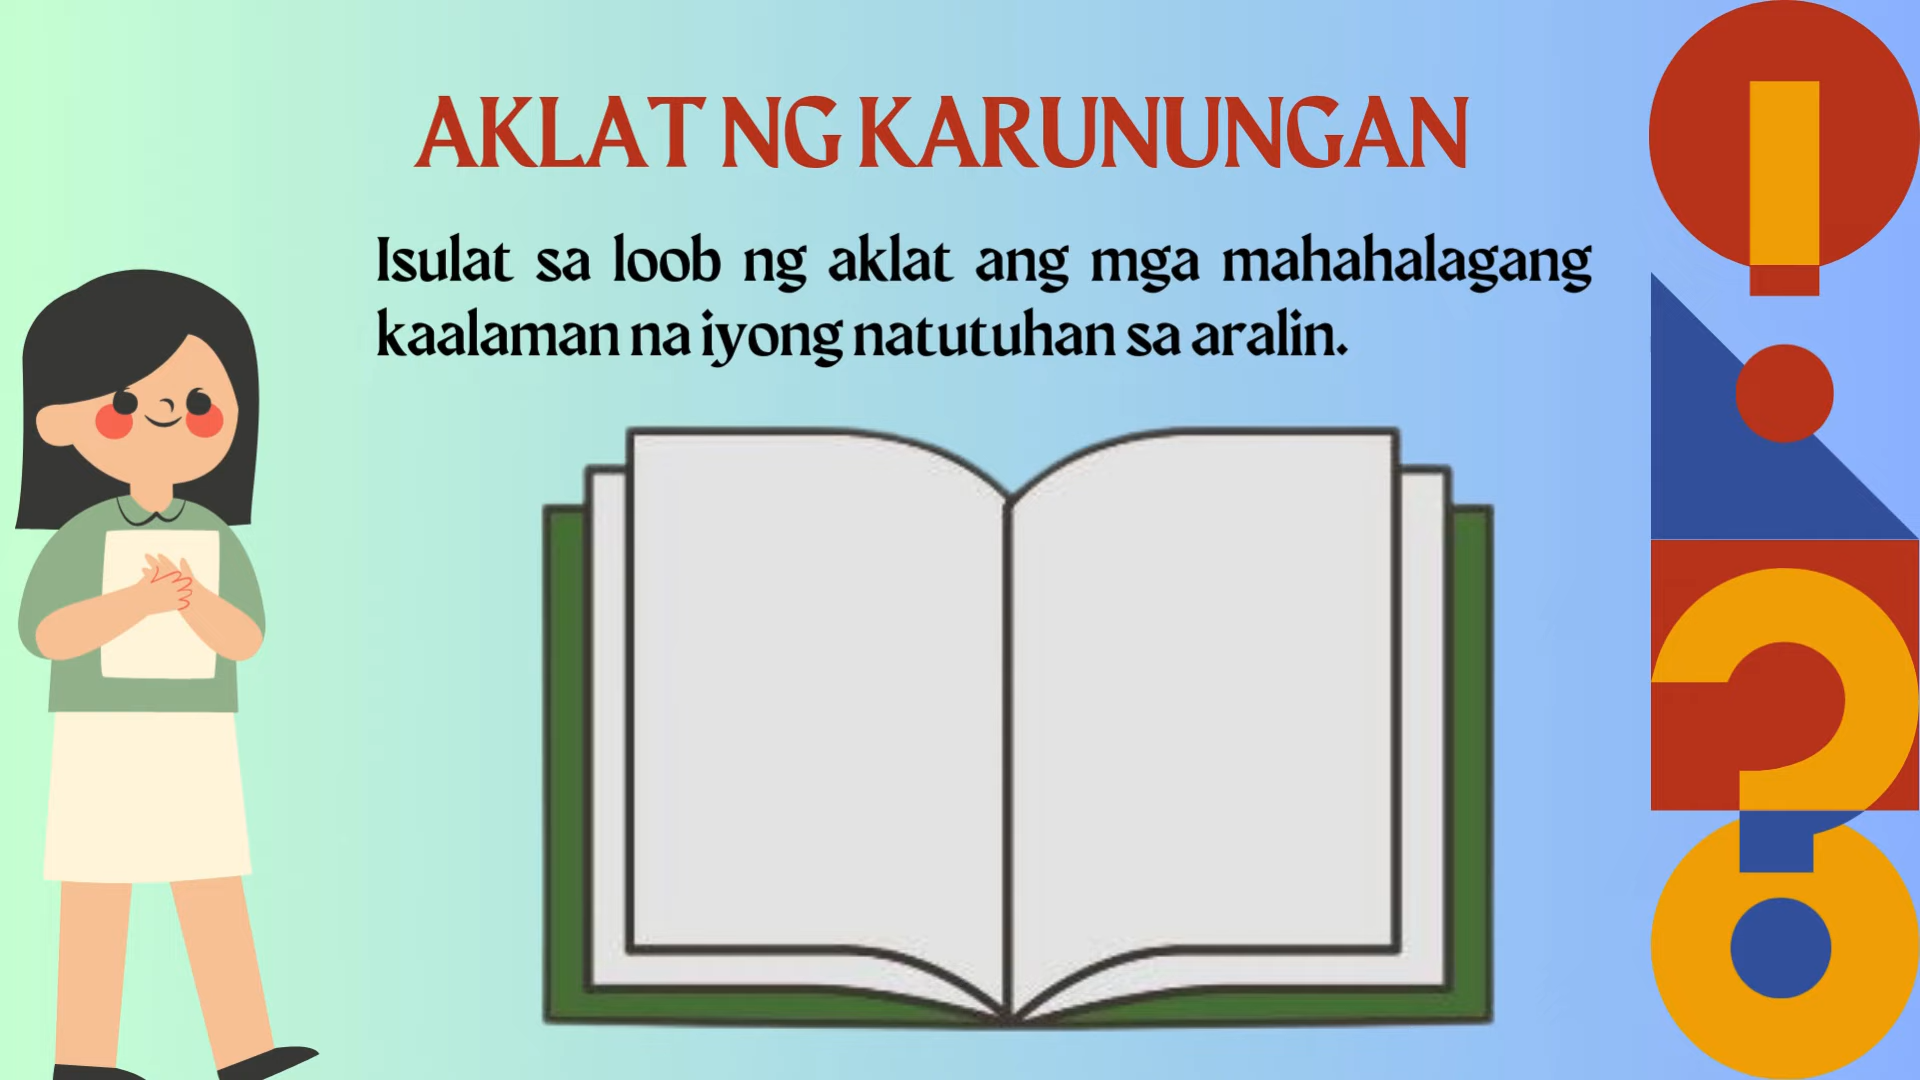 AKLAT NG KARUNUNGAN
Isulat sa loob ng aklat ang mga mahahalagang
kaalaman na iyong natutuhan sa aralin.